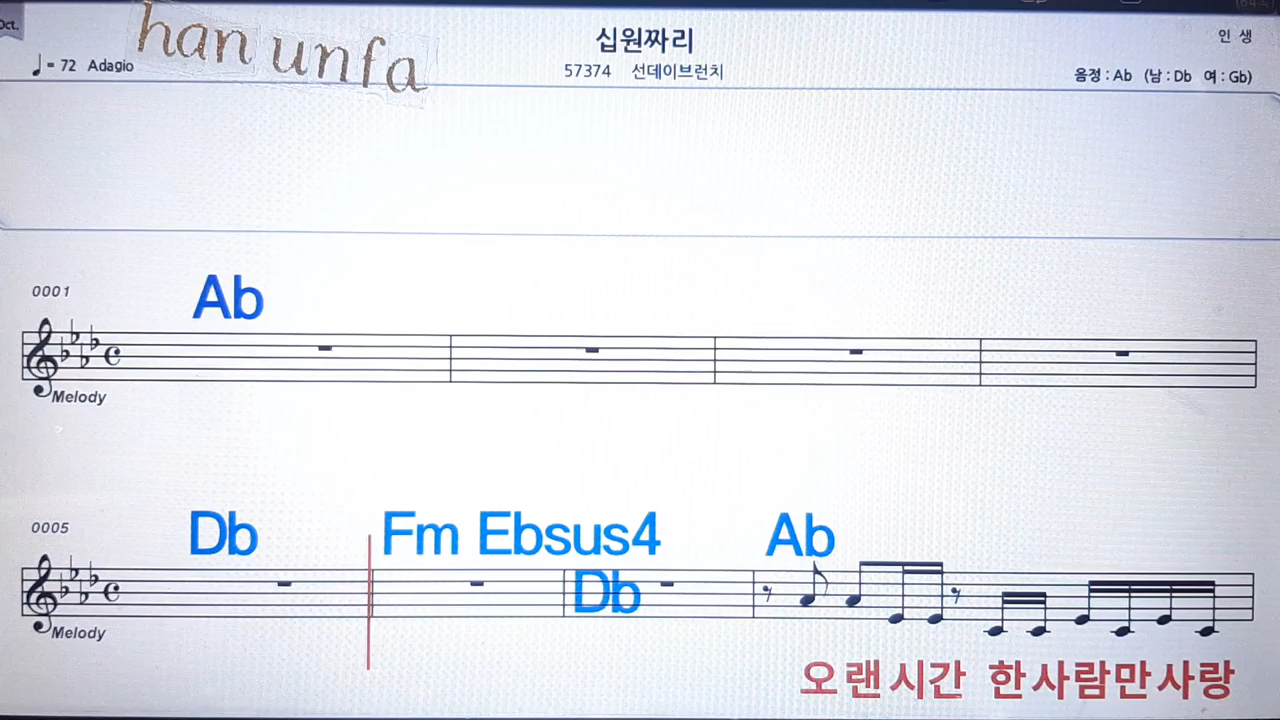 Oct.
han unfa
♩= 72 Adagio
십원짜리
57374 선데이브런치
인 생
음정 : Ab (남 : Db 여 : Gb)
0001
Ab
Melody
0005
Db Fm Ebsus4 Ab
Db
Melody
오랜시간 한사람만사랑